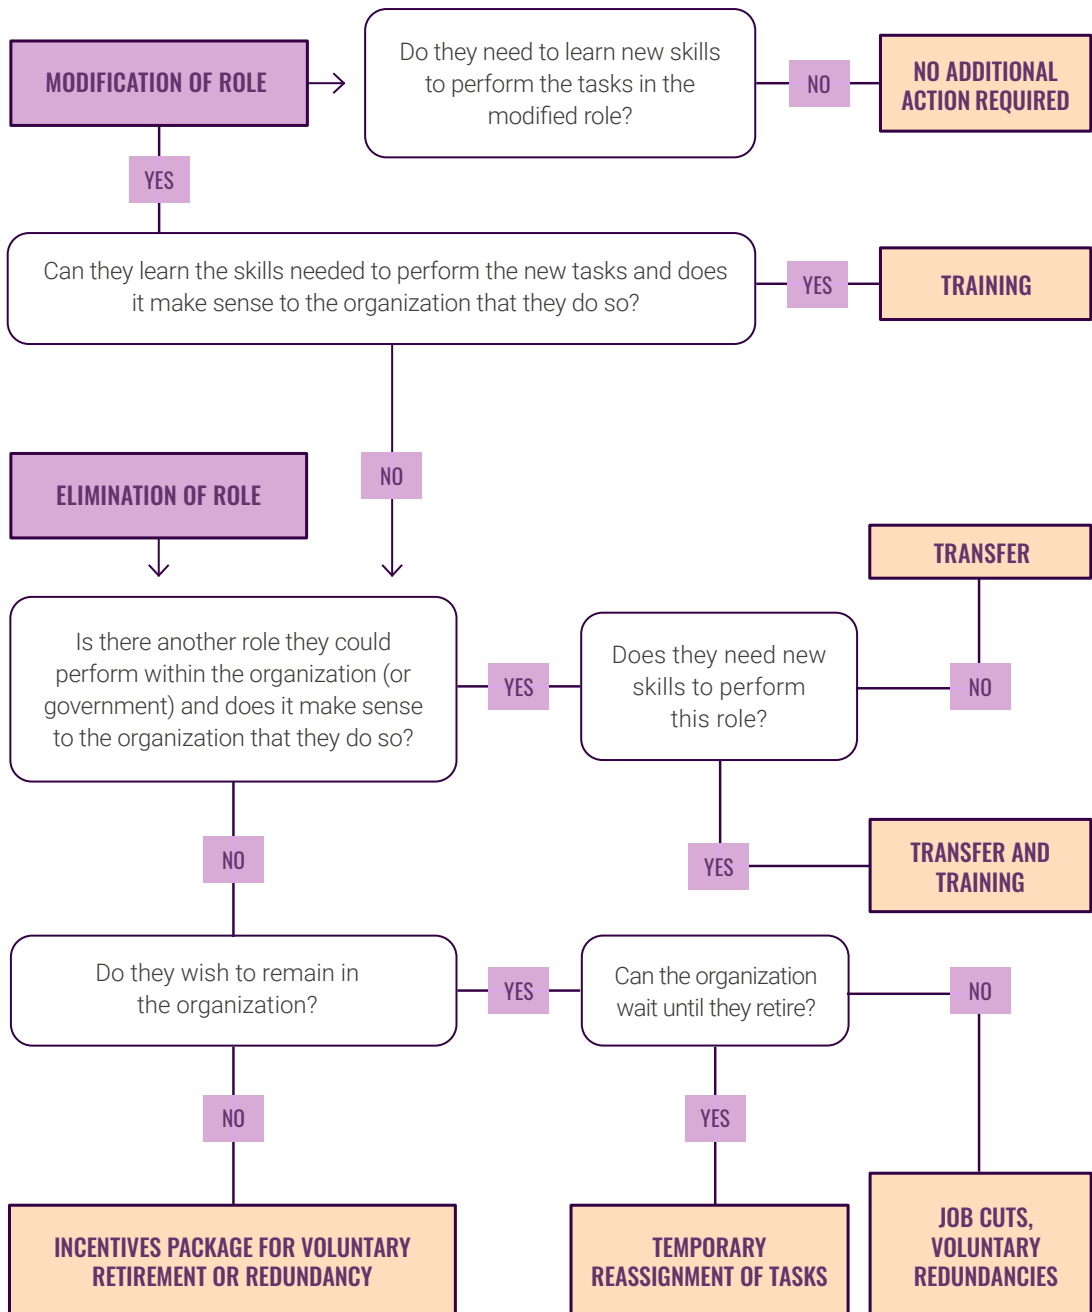 MODIFICATION OF ROLE
Do they need to learn new skills
to perform the tasks in the
modified role?
NO
NO ADDITIONAL
ACTION REQUIRED
YES
Can they learn the skills needed to perform the new tasks and does
it make sense to the organization that they do so?
YES
TRAINING
NO
ELIMINATION OF ROLE
TRANSFER
Is there another role they could
perform within the organization (or
government) and does it make sense
to the organization that they do so?
YES
Does they need new
skills to perform
this role?
NO
NO
YES
TRANSFER AND
TRAINING
Do they wish to remain in
the organization?
YES
Can the organization
wait until they retire?
NO
NO
YES
INCENTIVES PACKAGE FOR VOLUNTARY
RETIREMENT OR REDUNDANCY
TEMPORARY
REASSIGNMENT OF TASKS
JOB CUTS,
VOLUNTARY
REDUNDANCIES